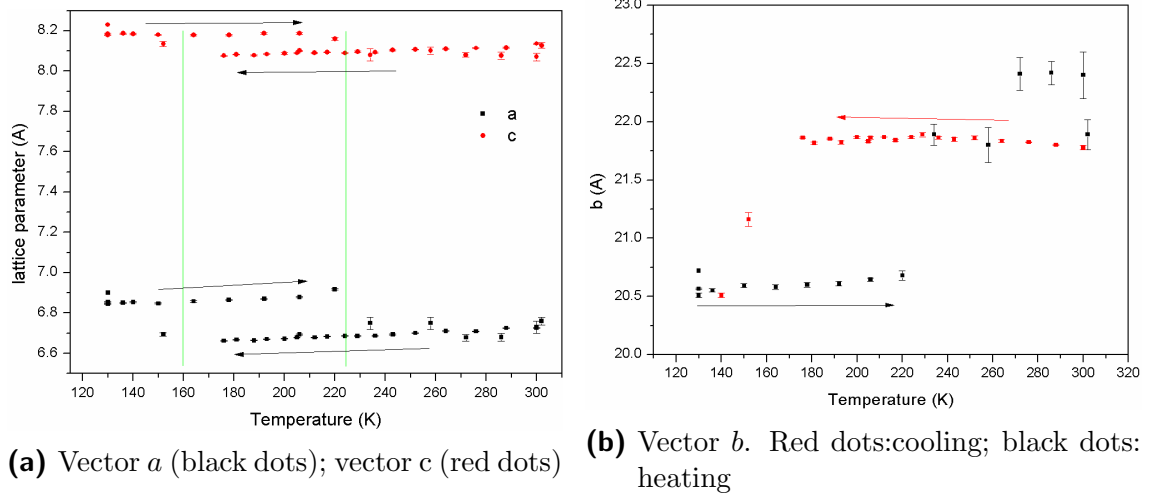 8.2
8.0
7.8
7.6
7.4
7.2
7.0
6.8
6.6
lattice parameter (A)
a
c
120 140 160 180 200 220 240 260 280 300
Temperature (K)
(a) Vector a (black dots); vector c (red dots)
23.0
22.5
22.0
21.5
21.0
20.5
20.0
b (A)
120 140 160 180 200 220 240 260 280 300 320
Temperature (K)
(b) Vector b. Red dots:cooling; black dots:
heating